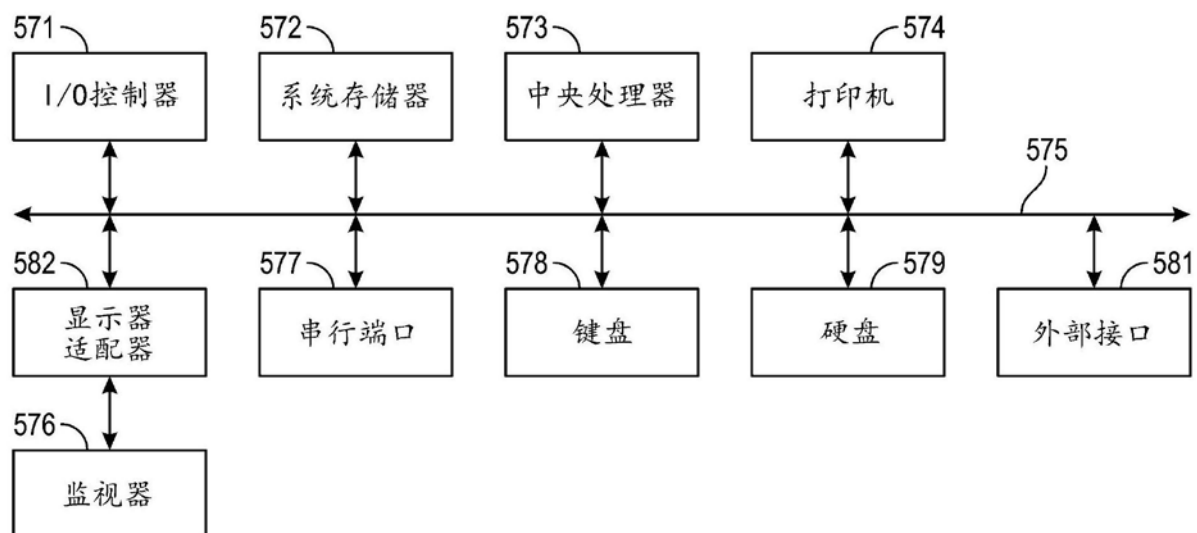 571 572 573 574
I/O控制器 系统存储器 中央处理器 打印机
575
582 577 578 579 581
显示器
适配器
串行端口 键盘 硬盘 外部接口
576
监视器